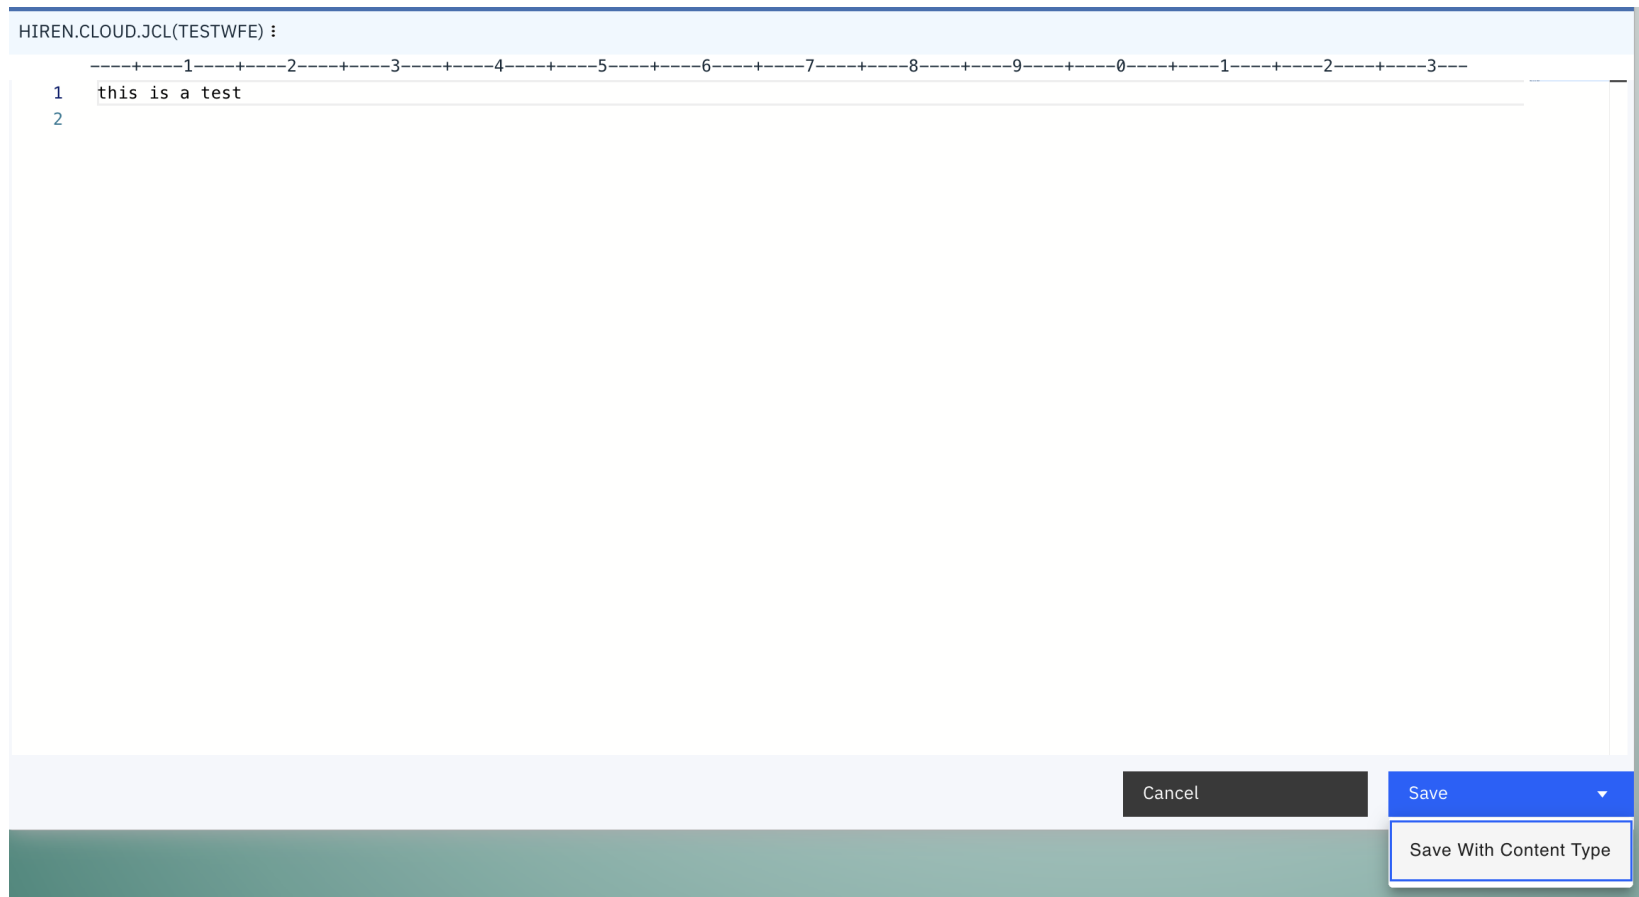 HIREN.CLOUD.JCL(TESTWFE) ⋮
----+----1----+----2----+----3----+----4----+----5----+----6----+----7----+----8----+----9----+----0----+----1----+----2----+----3---
1 this is a test
2
Cancel Save
Save With Content Type